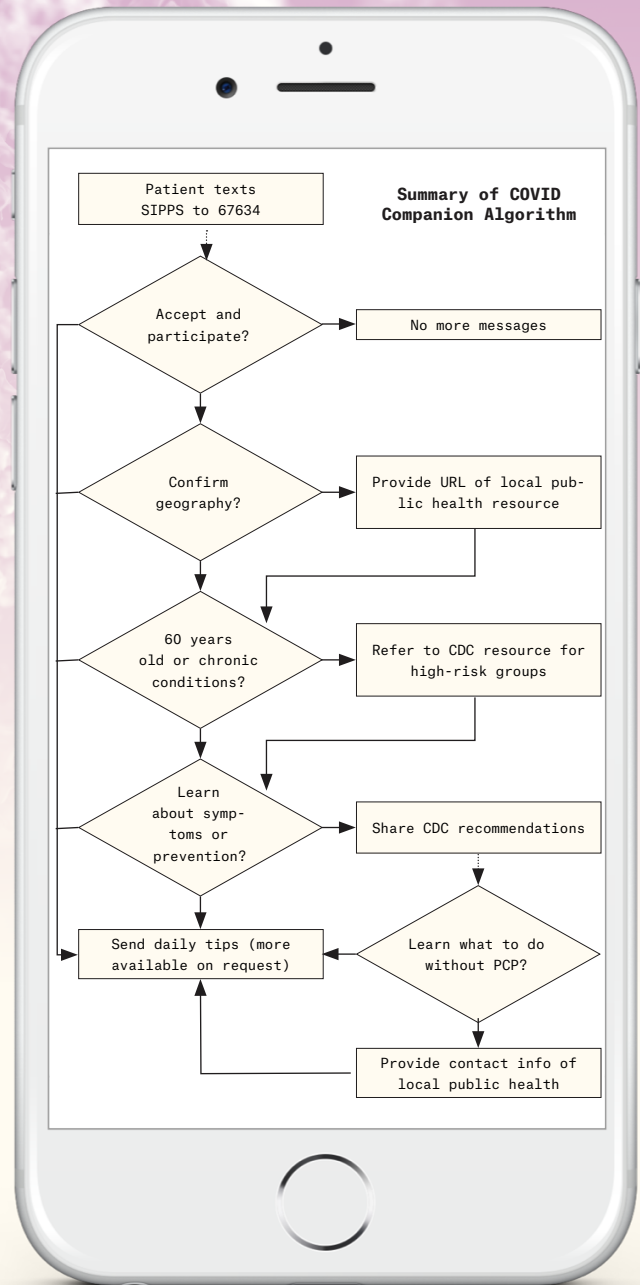 Patient texts
SIPPS to 67634
Summary of COVID
Companion Algorithm
Accept and
participate?
No more messages
Confirm
geography?
Provide URL of local pub-
lic health resource
60 years
old or chronic
conditions?
Refer to CDC resource for
high-risk groups
Learn
about symp-
toms or
prevention?
Share CDC recommendations
Send daily tips (more
available on request)
Learn what to do
without PCP?
Provide contact info of
local public health